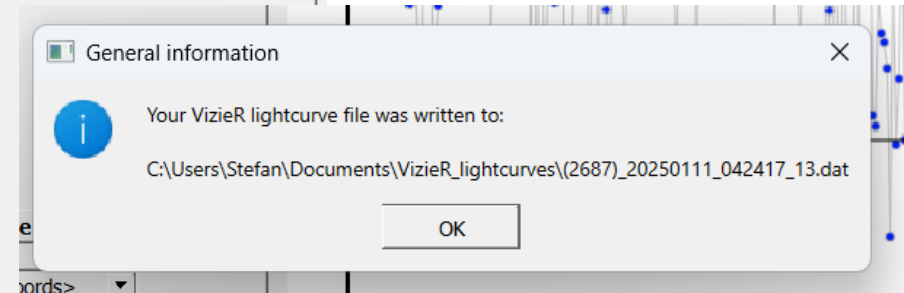 General information
Your VizieR lightcurve file was written to:
C:\Users\Stefan\Documents\VizieR_lightcurves\(2687)_20250111_042417_13.dat
OK
e
oords>